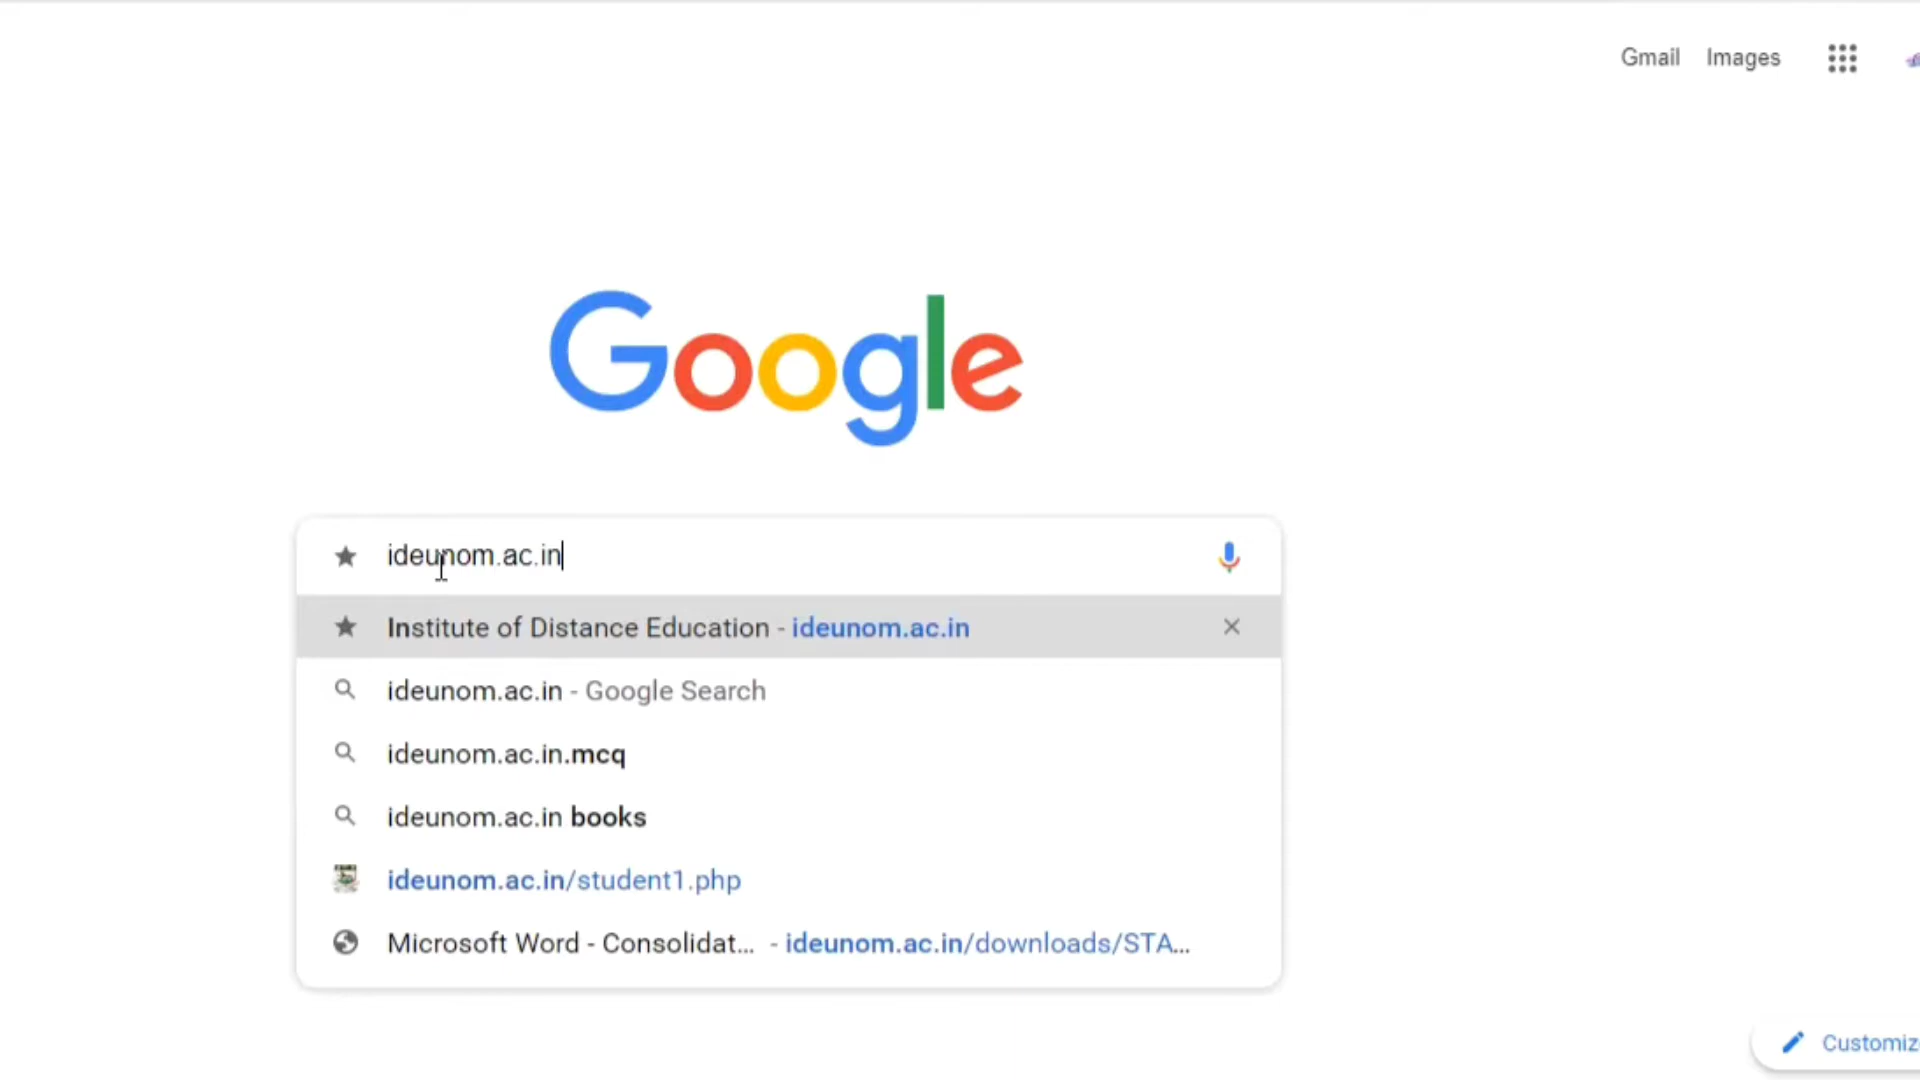 Gmail Images
Google
ideunom.ac.in
Institute of Distance Education - ideunom.ac.in
ideunom.ac.in - Google Search
ideunom.ac.in.mcq
ideunom.ac.in books
ideunom.ac.in/student1.php
Microsoft Word - Consolidat... - ideunom.ac.in/downloads/STA...
Customiz